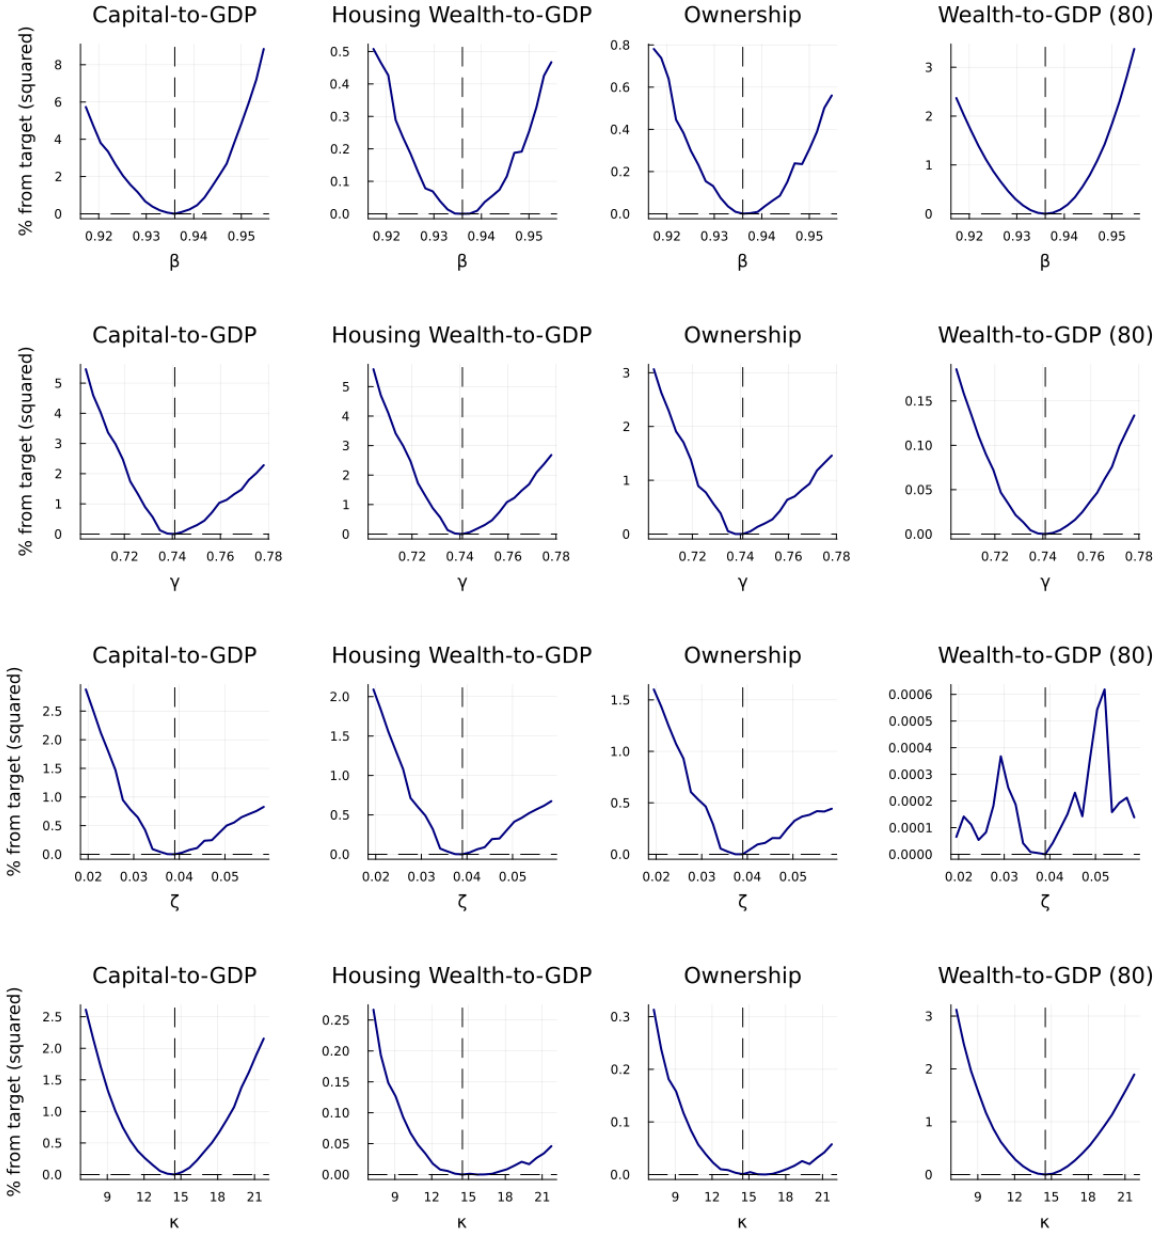 Capital-to-GDP Housing Wealth-to-GDP Ownership Wealth-to-GDP (80)
% from target (squared)
8 6 4 2 0
0.5 0.4 0.3 0.2 0.1 0.0
0.8 0.6 0.4 0.2 0.0
3 2 1 0
0.92 0.93 0.94 0.95 0.92 0.93 0.94 0.95 0.92 0.93 0.94 0.95 0.92 0.93 0.94 0.95
β β β β
Capital-to-GDP Housing Wealth-to-GDP Ownership Wealth-to-GDP (80)
% from target (squared)
5 4 3 2 1 0
5 4 3 2 1 0
3 2 1 0
0.15 0.10 0.05 0.00
0.72 0.74 0.76 0.78 0.72 0.74 0.76 0.78 0.72 0.74 0.76 0.78 0.72 0.74 0.76 0.78
γ γ γ γ
Capital-to-GDP Housing Wealth-to-GDP Ownership Wealth-to-GDP (80)
% from target (squared)
2.5 2.0 1.5 1.0 0.5 0.0
2.0 1.5 1.0 0.5 0.0
1.5 1.0 0.5 0.0
0.0006 0.0005 0.0004 0.0003 0.0002 0.0001 0.0000
0.02 0.03 0.04 0.05 0.02 0.03 0.04 0.05 0.02 0.03 0.04 0.05 0.02 0.03 0.04 0.05
ζ ζ ζ ζ
Capital-to-GDP Housing Wealth-to-GDP Ownership Wealth-to-GDP (80)
% from target (squared)
2.5 2.0 1.5 1.0 0.5 0.0
0.25 0.20 0.15 0.10 0.05 0.00
0.3 0.2 0.1 0.0
3 2 1 0
9 12 15 18 21 9 12 15 18 21 9 12 15 18 21 9 12 15 18 21
κ κ κ κ